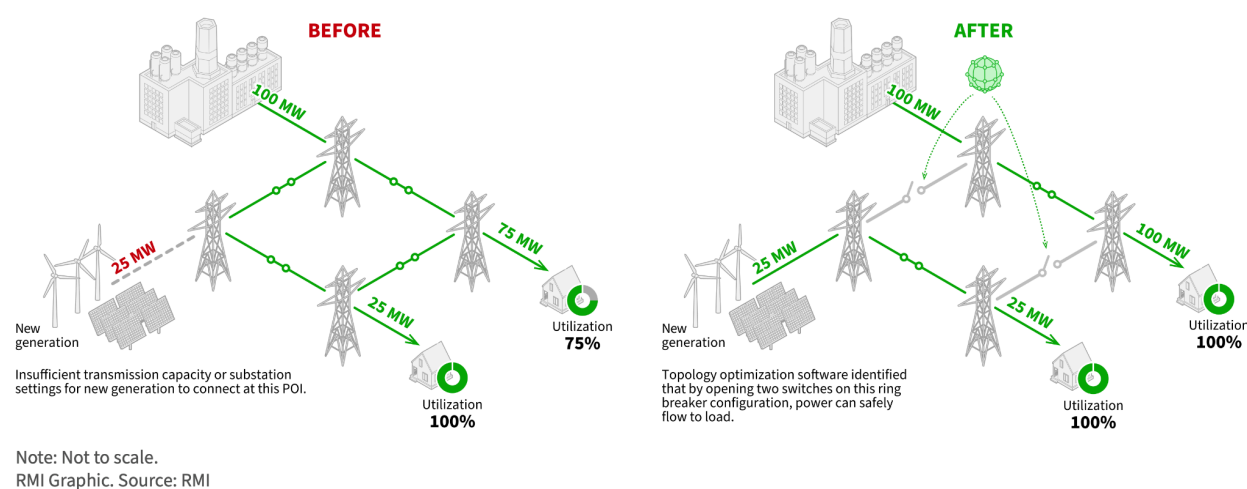 BEFORE
100 MW
25 MW
75 MW
25 MW
New
generation
Utilization
75%
Utilization
100%
Insufficient transmission capacity or substation
settings for new generation to connect at this POI.
AFTER
100 MW
25 MW
100 MW
25 MW
New
generation
Utilization
100%
Utilization
100%
Topology optimization software identified
that by opening two switches on this ring
breaker configuration, power can safely
flow to load.
Note: Not to scale.
RMI Graphic. Source: RMI